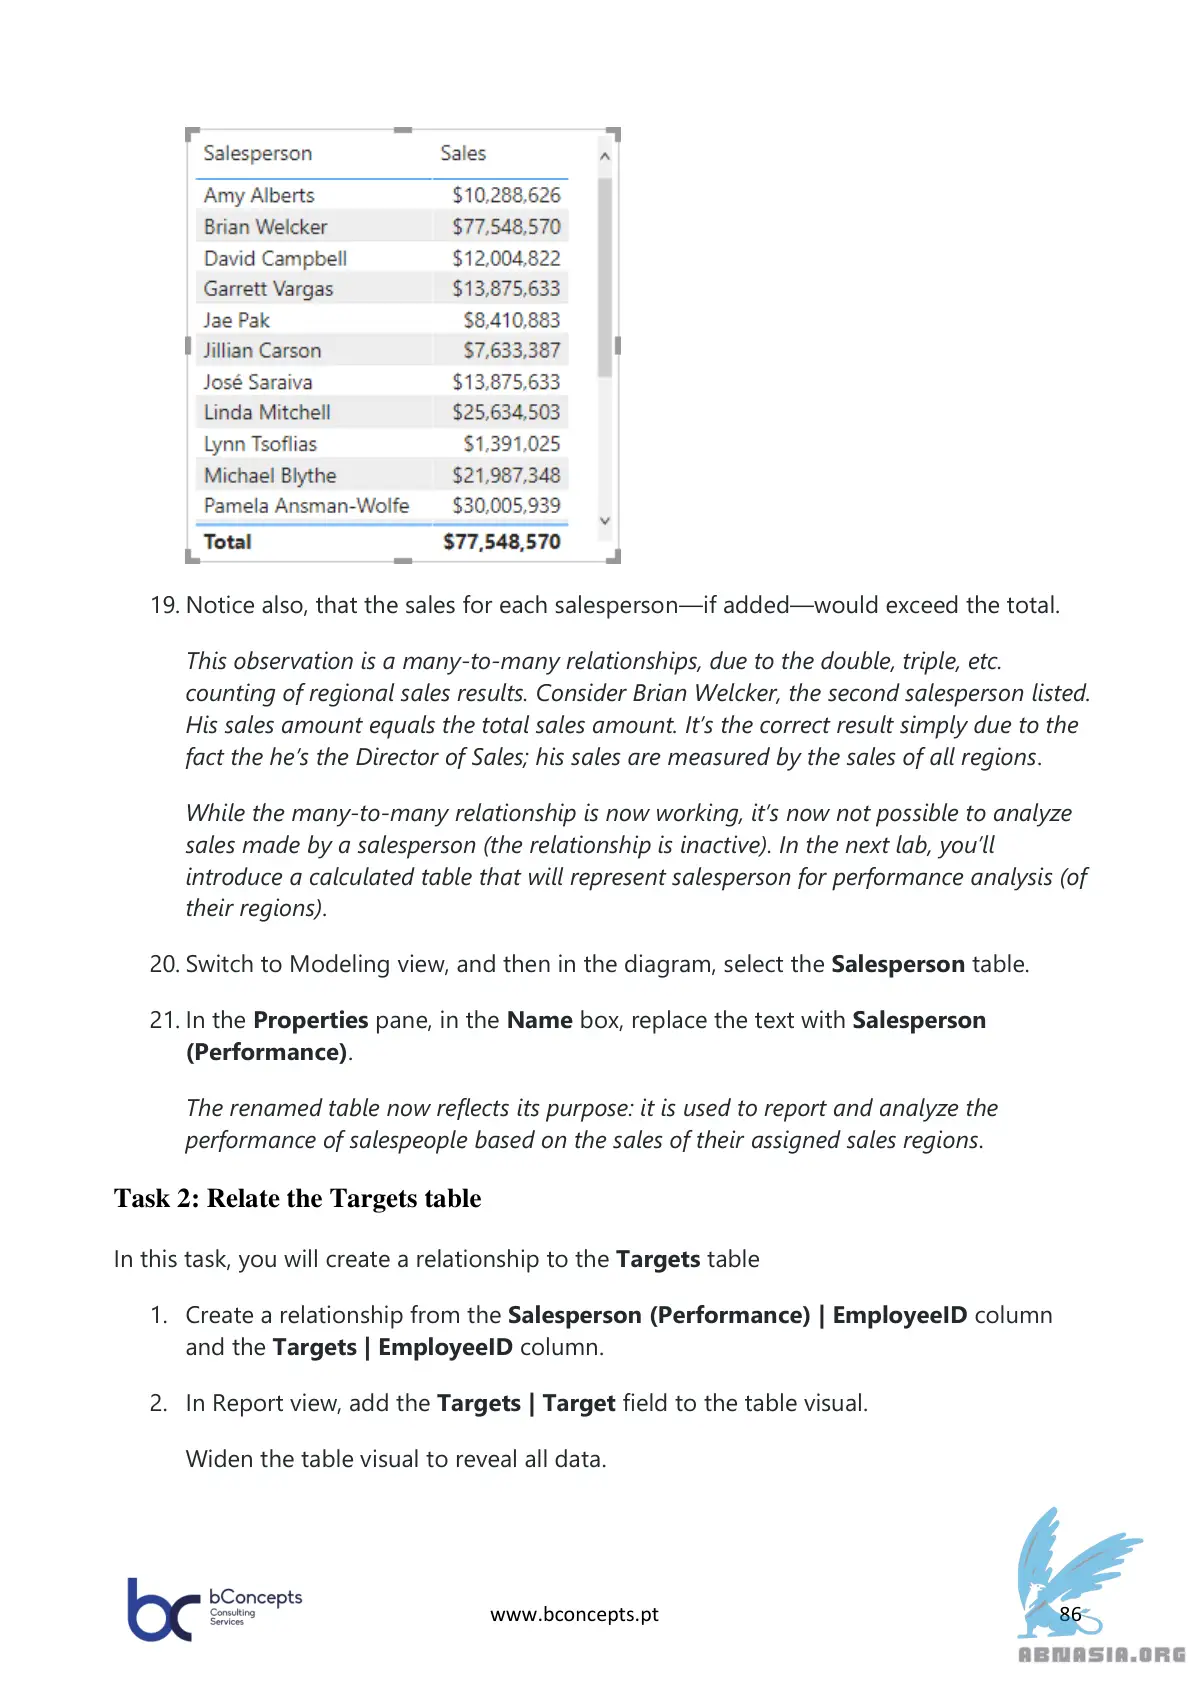 Salesperson Sales
Amy Alberts $10,288,626
Brian Welcker $77,548,570
David Campbell $12,004,822
Garrett Vargas $13,875,633
Jae Pak $8,410,883
Jillian Carson $7,633,387
José Saraiva $13,875,633
Linda Mitchell $25,634,503
Lynn Tsoflias $1,391,025
Michael Blythe $21,987,348
Pamela Ansman-Wolfe $30,005,939
Total $77,548,570
19. Notice also, that the sales for each salesperson—if added—would exceed the total.
This observation is a many-to-many relationships, due to the double, triple, etc.
counting of regional sales results. Consider Brian Welcker, the second salesperson listed.
His sales amount equals the total sales amount. It’s the correct result simply due to the
fact the he’s the Director of Sales; his sales are measured by the sales of all regions.
While the many-to-many relationship is now working, it’s now not possible to analyze
sales made by a salesperson (the relationship is inactive). In the next lab, you’ll
introduce a calculated table that will represent salesperson for performance analysis (of
their regions).
20. Switch to Modeling view, and then in the diagram, select the Salesperson table.
21. In the Properties pane, in the Name box, replace the text with Salesperson
(Performance).
The renamed table now reflects its purpose: it is used to report and analyze the
performance of salespeople based on the sales of their assigned sales regions.
Task 2: Relate the Targets table
In this task, you will create a relationship to the Targets table
1. Create a relationship from the Salesperson (Performance) | EmployeeID column
and the Targets | EmployeeID column.
2. In Report view, add the Targets | Target field to the table visual.
Widen the table visual to reveal all data.
bc bConcepts
Consulting
Services
www.bconcepts.pt
86
ABNASIA.ORG